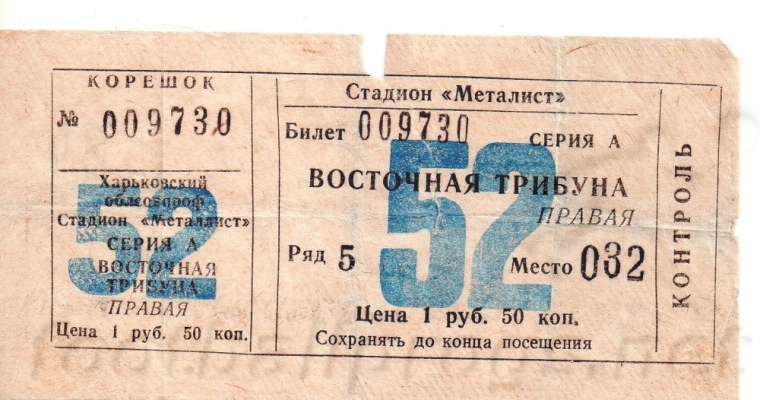 КОРЕШОК
№ 009730
Харьковский
облсовпроф
Стадион «Металлист»
СЕРИЯ А
ВОСТОЧНАЯ
ТРИБУНА
ПРАВАЯ
Цена 1 руб. 50 коп.
52
Стадион «Металист»
Билет 009730 СЕРИЯ А
ВОСТОЧНАЯ ТРИБУНА
ПРАВАЯ
Ряд 5 Место 032
Цена 1 руб. 50 коп.
Сохранять до конца посещения
52
КОНТРОЛЬ